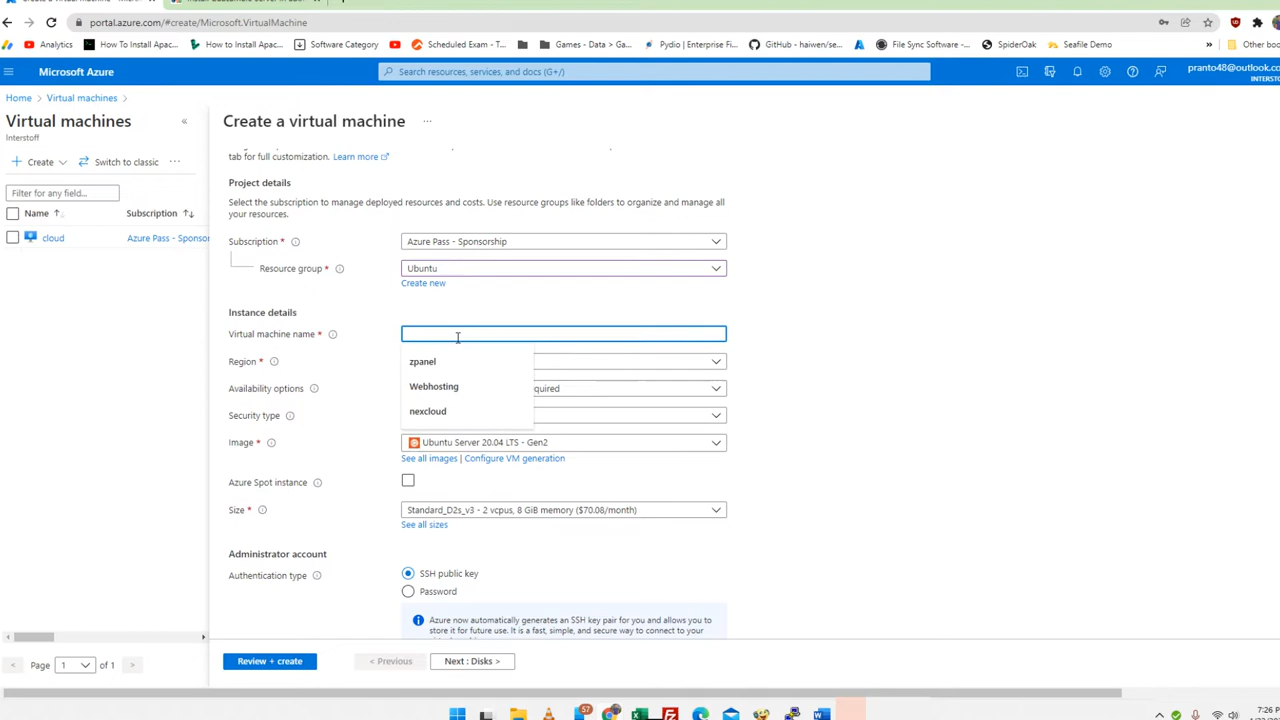 portal.azure.com/#create/Microsoft.VirtualMachine
Analytics
How To Install Apac...
How to Install Apac...
Software Category
Scheduled Exam - T...
Games - Data > Ga...
Pydio | Enterprise Fi...
GitHub - haiwen/se...
File Sync Software -...
SpiderOak
Seafile Demo
»
Other boo
Microsoft Azure
Search resources, services, and docs (G+/)
pranto48@outlook.com
INTERSTO
Home > Virtual machines >
Virtual machines
«
Interstoff
+ Create
Switch to classic
...
Filter for any field...
Name ↑
Subscription ↑↓
cloud
Azure Pass - Sponsor
Page 1 of 1
Create a virtual machine ...
tab for full customization. Learn more
Project details
Select the subscription to manage deployed resources and costs. Use resource groups like folders to organize and manage all
your resources.
Subscription *
Azure Pass - Sponsorship
Resource group *
Ubuntu
Create new
Instance details
Virtual machine name *
zpanel
Webhosting
nexcloud
Region *
Availability options
quired
Security type
Image *
Ubuntu Server 20.04 LTS - Gen2
See all images | Configure VM generation
Azure Spot instance
Size *
Standard_D2s_v3 - 2 vcpus, 8 GiB memory ($70.08/month)
See all sizes
Administrator account
Authentication type
SSH public key
Password
Azure now automatically generates an SSH key pair for you and allows you to
store it for future use. It is a fast, simple, and secure way to connect to your
Review + create
< Previous
Next : Disks >
57
7:26 P